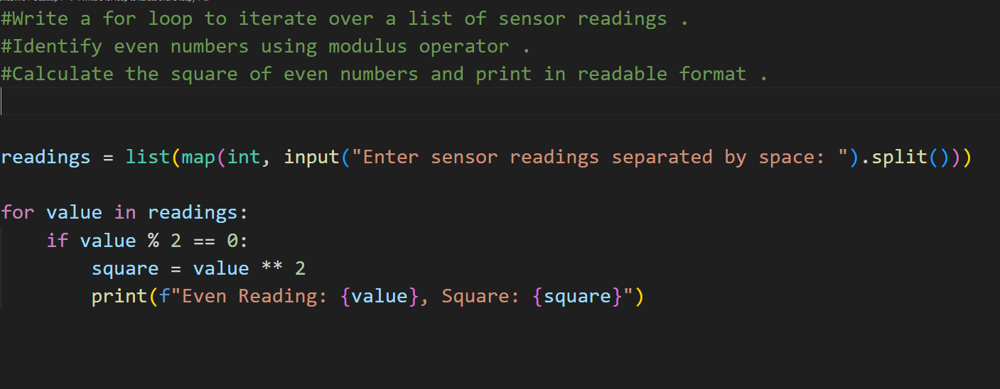 #Write a for loop to iterate over a list of sensor readings .
#Identify even numbers using modulus operator .
#Calculate the square of even numbers and print in readable format .
readings = list(map(int, input("Enter sensor readings separated by space: ").split()))
for value in readings:
    if value % 2 == 0:
        square = value ** 2
        print(f"Even Reading: {value}, Square: {square}")